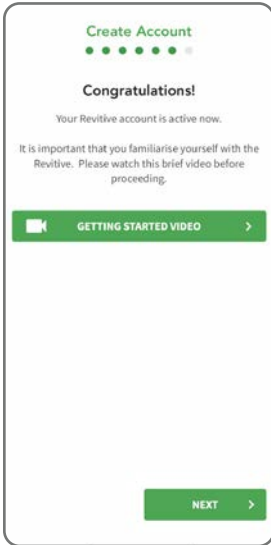 Create Account
Congratulations!
Your Revitive account is active now.
It is important that you familiarise yourself with the
Revitive. Please watch this brief video before
proceeding.
GETTING STARTED VIDEO
NEXT